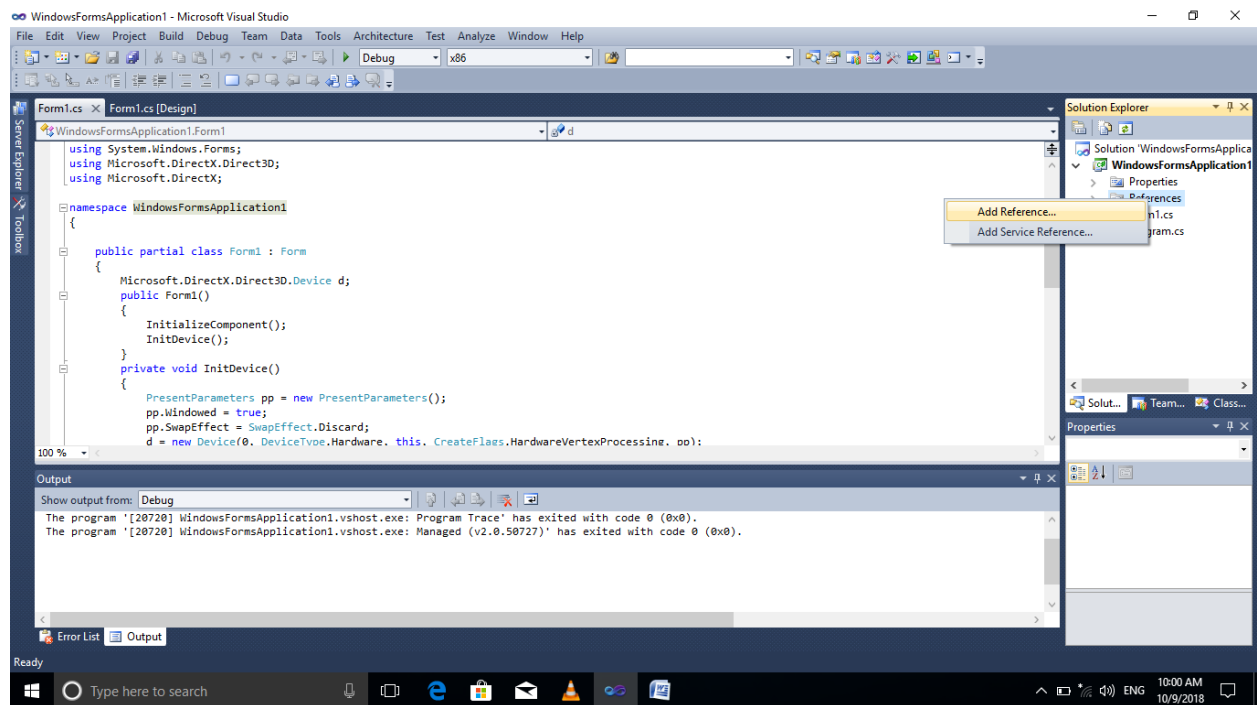 WindowsFormsApplication1 - Microsoft Visual Studio
File Edit View Project Build Debug Team Data Tools Architecture Test Analyze Window Help
Debug x86
Form1.cs Form1.cs [Design]
WindowsFormsApplication1.Form1 d
using System.Windows.Forms;
using Microsoft.DirectX.Direct3D;
using Microsoft.DirectX;
namespace WindowsFormsApplication1
{
public partial class Form1 : Form
{
Microsoft.DirectX.Direct3D.Device d;
public Form1()
{
InitializeComponent();
InitDevice();
}
private void InitDevice()
{
PresentParameters pp = new PresentParameters();
pp.Windowed = true;
pp.SwapEffect = SwapEffect.Discard;
d = new Device(0, DeviceType.Hardware, this, CreateFlags.HardwareVertexProcessing, pp);
100 %
Server Explorer
Toolbox
Solution Explorer
Solution 'WindowsFormsApplica
WindowsFormsApplication1
Properties
References
m1.cs
gram.cs
Add Reference...
Add Service Reference...
Solut... Team... Class...
Properties
Output
Show output from: Debug
The program '[20720] WindowsFormsApplication1.vshost.exe: Program Trace' has exited with code 0 (0x0).
The program '[20720] WindowsFormsApplication1.vshost.exe: Managed (v2.0.50727)' has exited with code 0 (0x0).
Error List Output
Ready
Type here to search
ENG
10:00 AM
10/9/2018